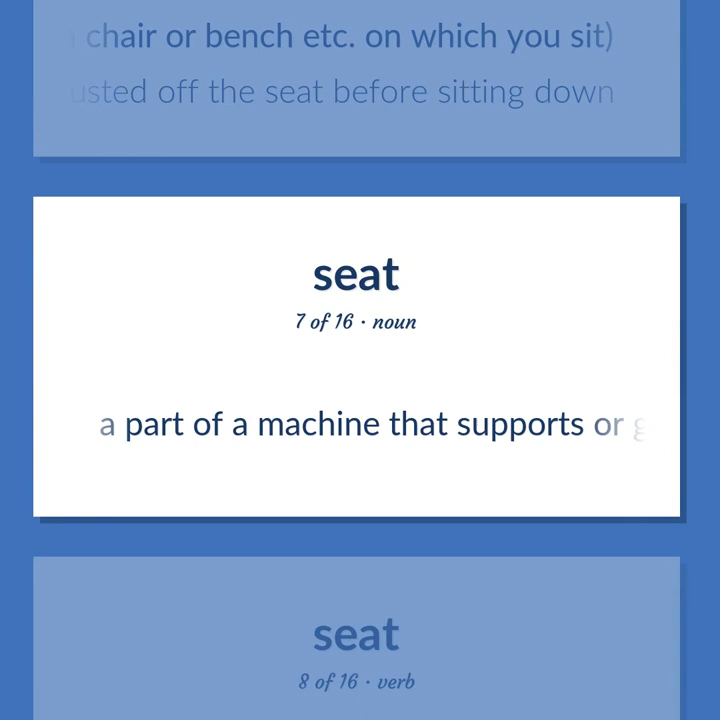 chair or bench etc. on which you sit)
off the seat before sitting down
seat
7 of 16 · noun
a part of a machine that supports or
seat
8 of 16 · verb